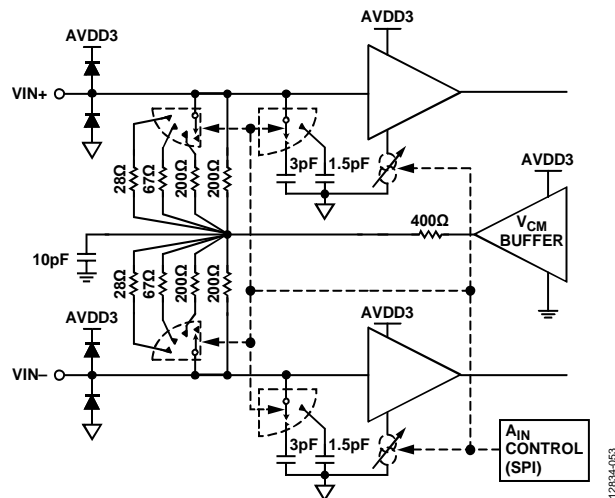 AVDD3
AVDD3
VIN+
28Ω
67Ω
200Ω
200Ω
3pF
1.5pF
AVDD3
400Ω
VCM
BUFFER
10pF
28Ω
67Ω
200Ω
200Ω
AVDD3
AVDD3
VIN–
3pF
1.5pF
AIN
CONTROL
(SPI)
12834-053